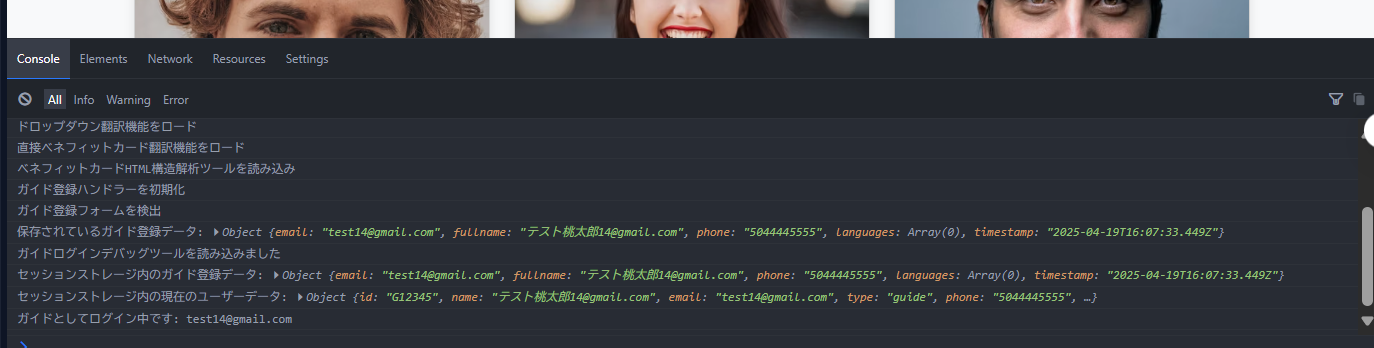 Console Elements Network Resources Settings
All Info Warning Error
ドロップダウン翻訳機能をロード
直接ベネフィットカード翻訳機能をロード
ベネフィットカードHTML構造解析ツールを読み込み
ガイド登録ハンドラーを初期化
ガイド登録フォームを検出
保存されているガイド登録データ: Object {email: "test14@gmail.com", fullname: "テスト桃太郎14@gmail.com", phone: "5044445555", languages: Array(0), timestamp: "2025-04-19T16:07:33.449Z"}
ガイドログインデバッグツールを読み込みました
セッションストレージ内のガイド登録データ: Object {email: "test14@gmail.com", fullname: "テスト桃太郎14@gmail.com", phone: "5044445555", languages: Array(0), timestamp: "2025-04-19T16:07:33.449Z"}
セッションストレージ内の現在のユーザーデータ: Object {id: "G12345", name: "テスト桃太郎14@gmail.com", email: "test14@gmail.com", type: "guide", phone: "5044445555", …}
ガイドとしてログイン中です: test14@gmail.com